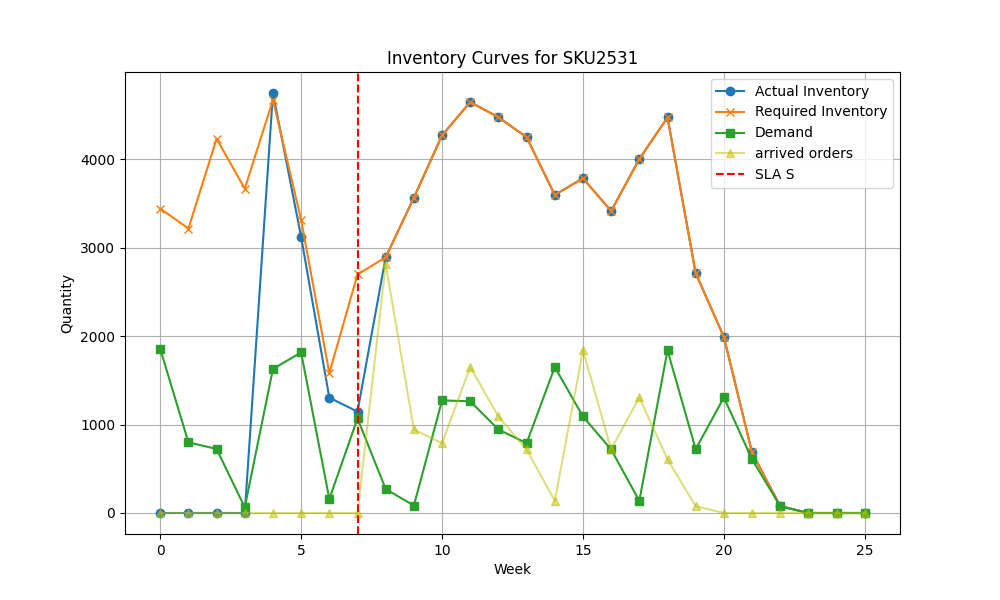 Inventory Curves for SKU2531
Actual Inventory
Required Inventory
Demand
arrived orders
SLA S
Quantity
4000
3000
2000
1000
0
0 5 10 15 20 25
Week